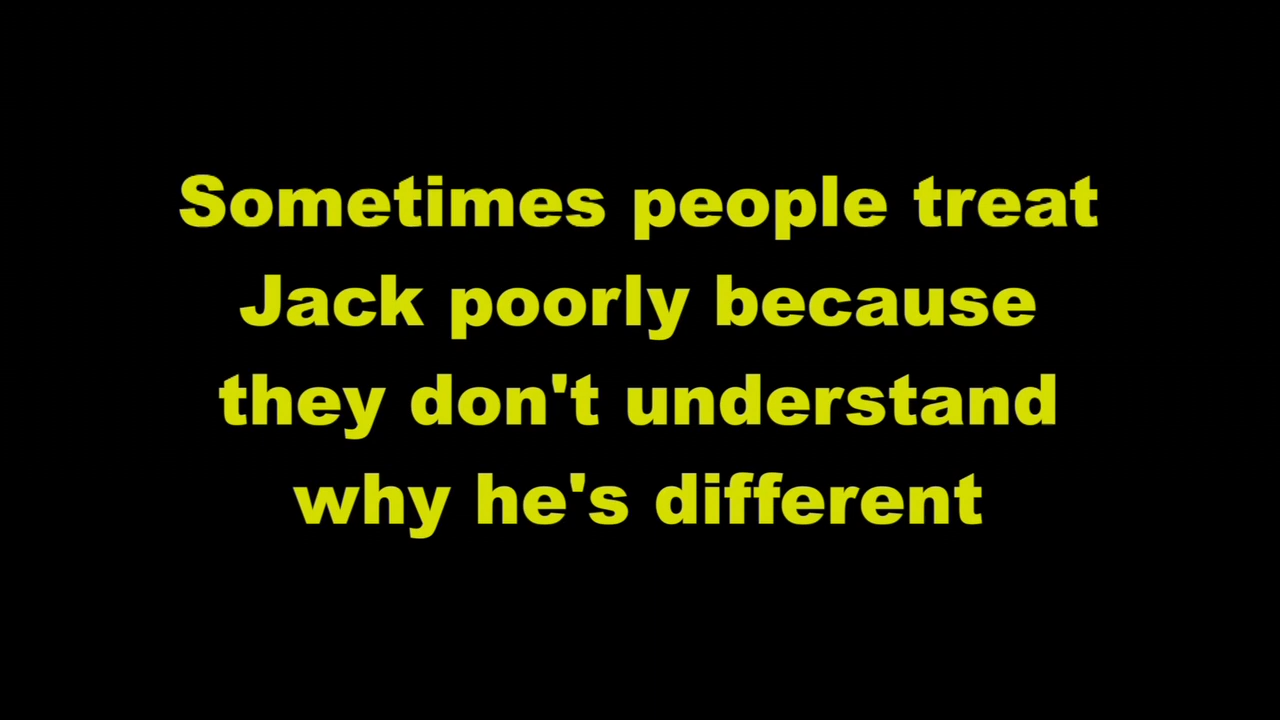 Sometimes people treat
Jack poorly because
they don't understand
why he's different